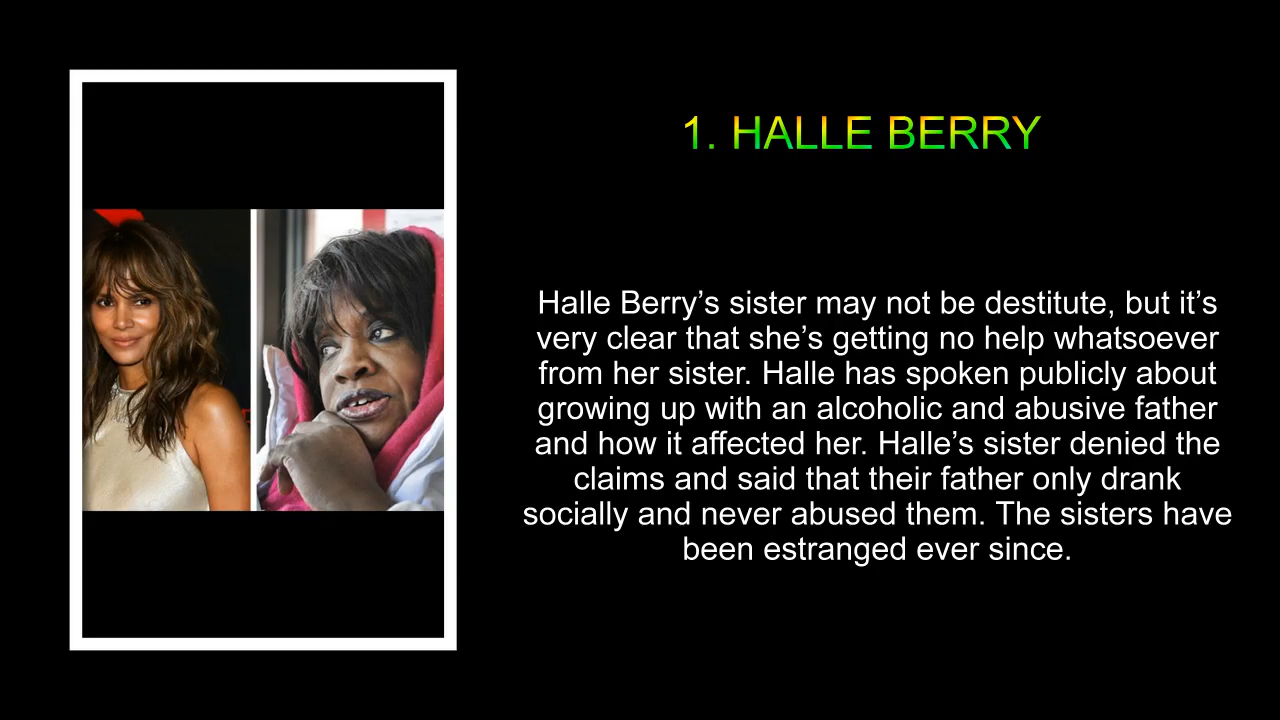 1. HALLE BERRY
Halle Berry’s sister may not be destitute, but it’s
very clear that she’s getting no help whatsoever
from her sister. Halle has spoken publicly about
growing up with an alcoholic and abusive father
and how it affected her. Halle’s sister denied the
claims and said that their father only drank
socially and never abused them. The sisters have
been estranged ever since.